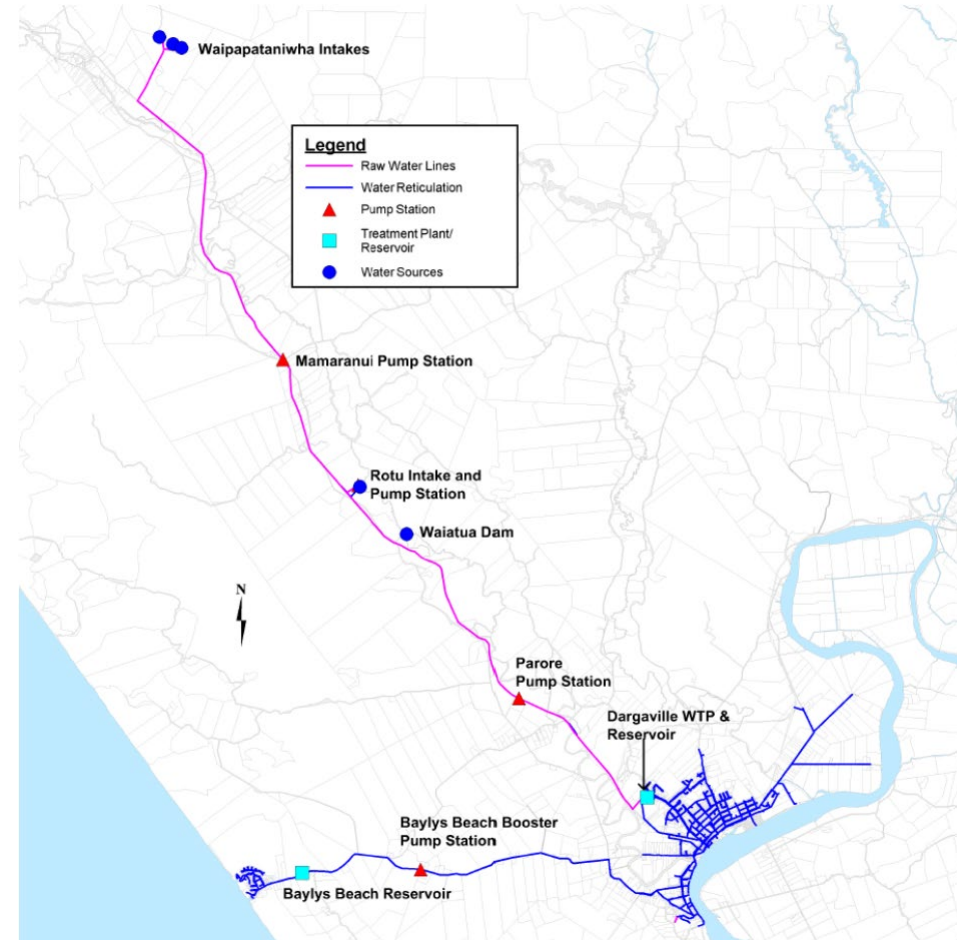 Waipapataniwha Intakes
Legend
Raw Water Lines
Water Reticulation
Pump Station
Treatment Plant/
Reservoir
Water Sources
Mamaranui Pump Station
Rotu Intake and
Pump Station
Waiatua Dam
N
Parore
Pump Station
Dargaville WTP &
Reservoir
Baylys Beach Booster
Pump Station
Baylys Beach Reservoir